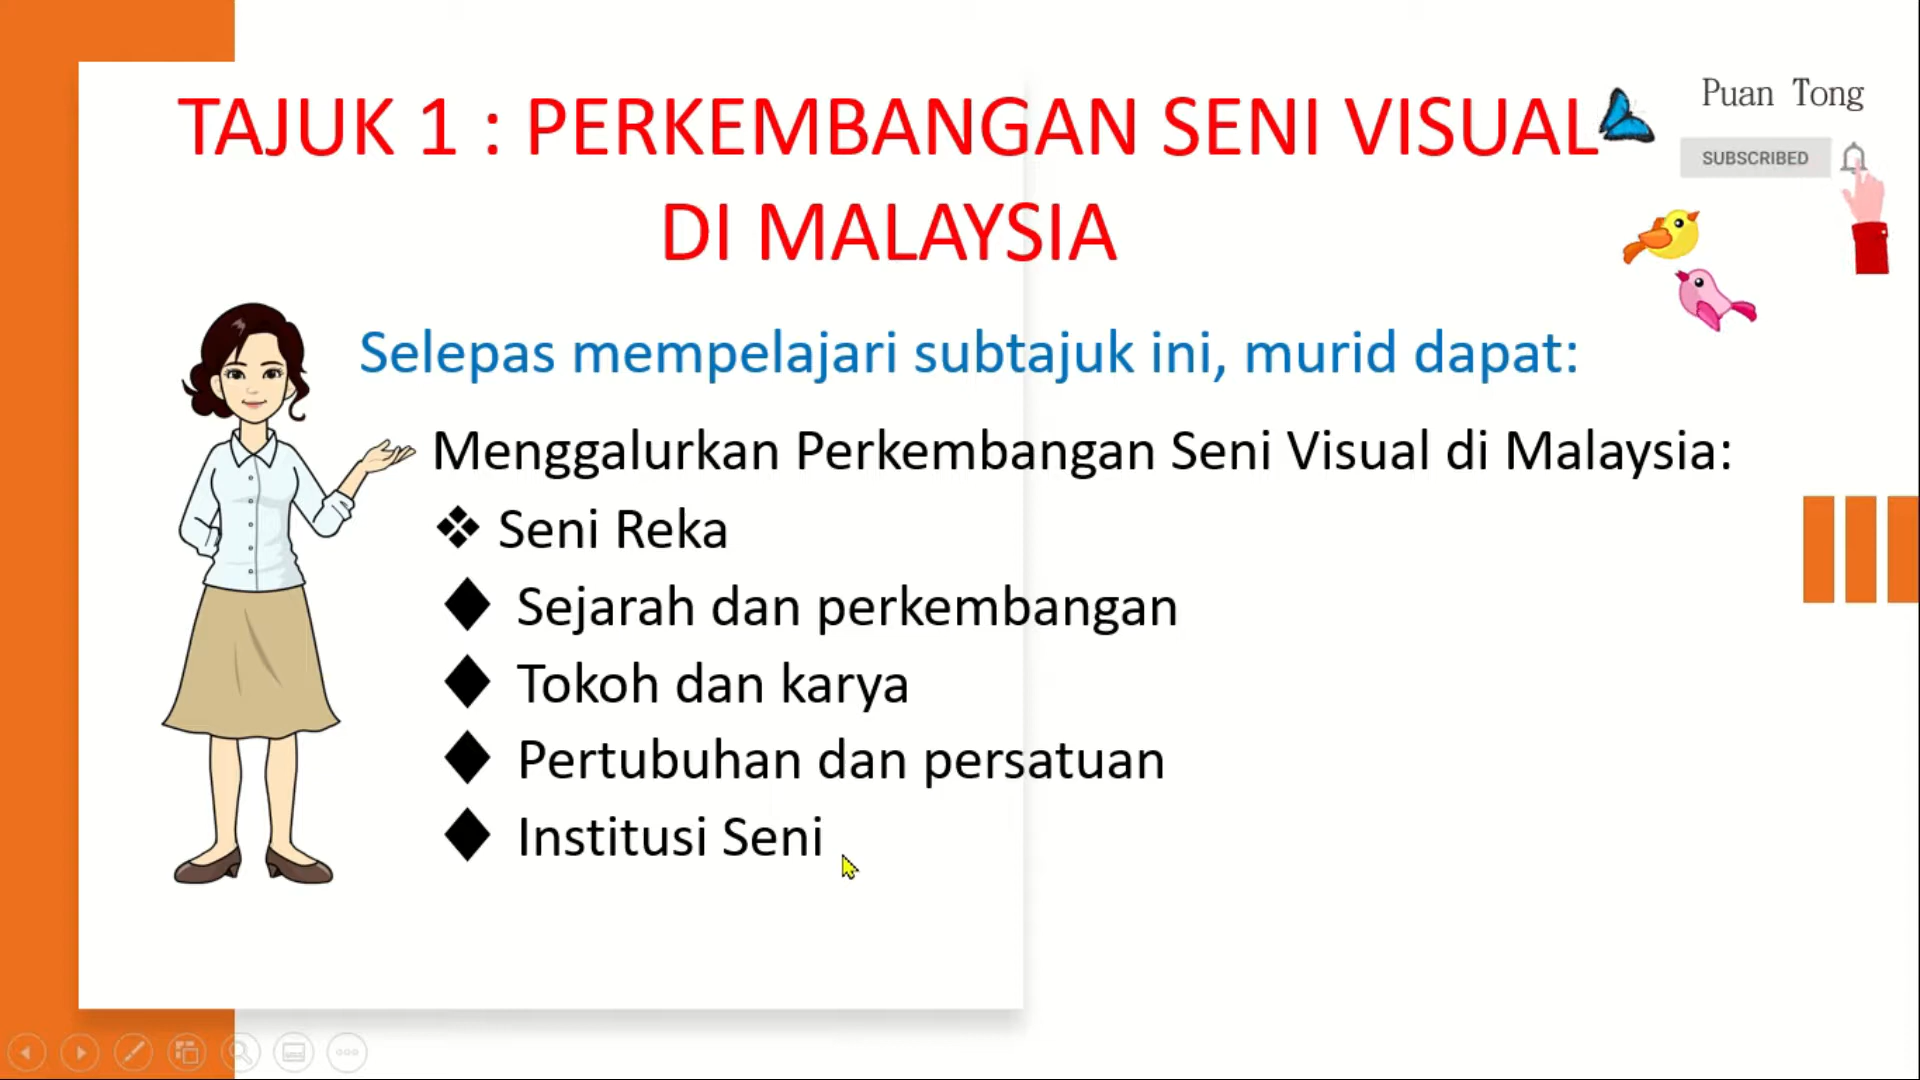 TAJUK 1 : PERKEMBANGAN SENI VISUAL
DI MALAYSIA
Puan Tong
SUBSCRIBED
Selepas mempelajari subtajuk ini, murid dapat:
Menggalurkan Perkembangan Seni Visual di Malaysia:
❖ Seni Reka
♦ Sejarah dan perkembangan
♦ Tokoh dan karya
♦ Pertubuhan dan persatuan
♦ Institusi Seni